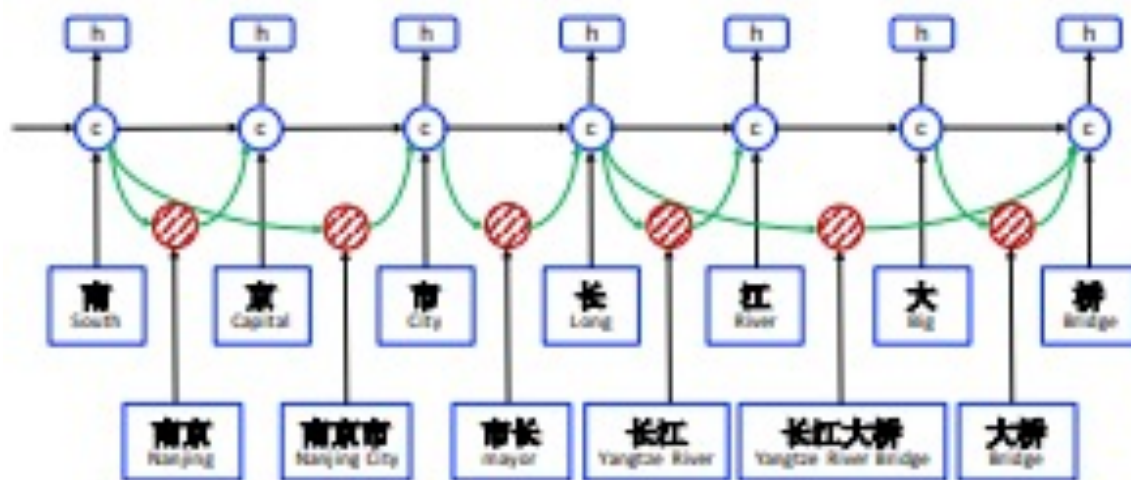 h h h h h h h
c c c c c c c
南 京 市 长 江 大 桥
South Capital City Long River Big Bridge
南京 南京市 市长 长江 长江大桥 大桥
Nanjing Nanjing City mayor Yangtze River Yangtze River Bridge Bridge